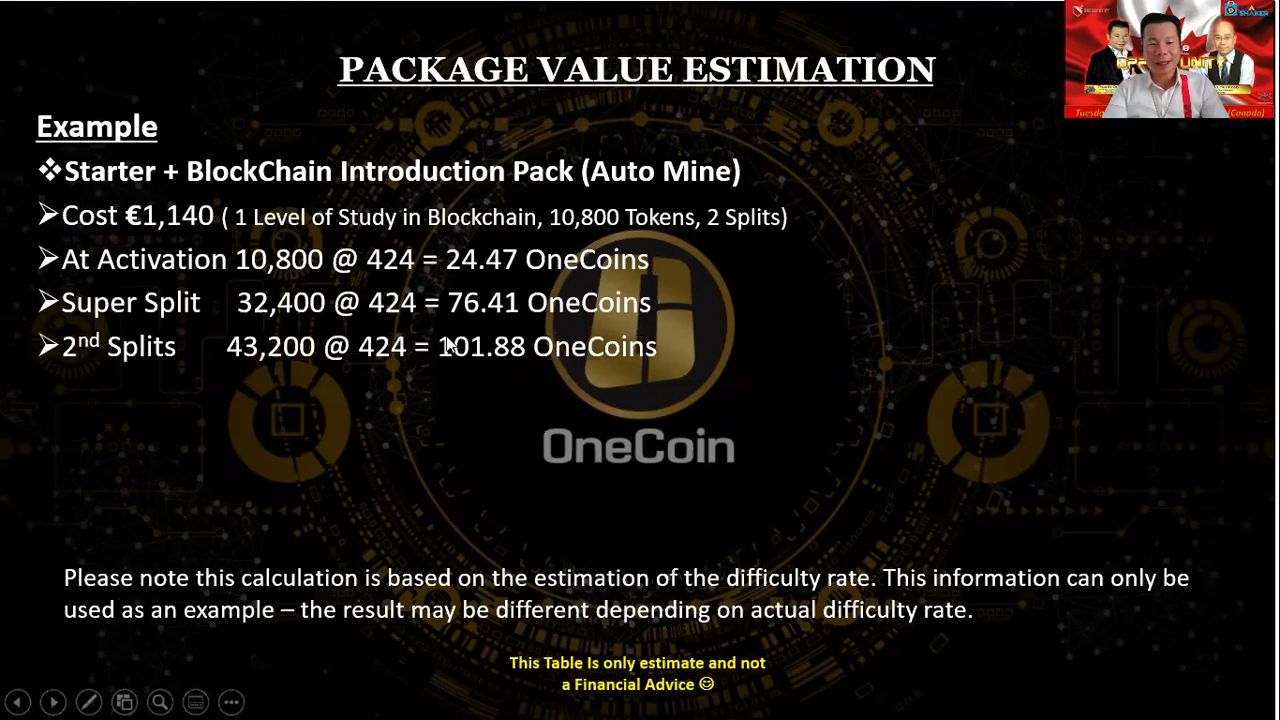 PACKAGE VALUE ESTIMATION
Example
❖Starter + BlockChain Introduction Pack (Auto Mine)
➢Cost €1,140 ( 1 Level of Study in Blockchain, 10,800 Tokens, 2 Splits)
➢At Activation 10,800 @ 424 = 24.47 OneCoins
➢Super Split 32,400 @ 424 = 76.41 OneCoins
➢2nd Splits 43,200 @ 424 = 101.88 OneCoins
OneCoin
Please note this calculation is based on the estimation of the difficulty rate. This information can only be
used as an example – the result may be different depending on actual difficulty rate.
This Table Is only estimate and not
a Financial Advice ☺
SHAKER
(Canada)